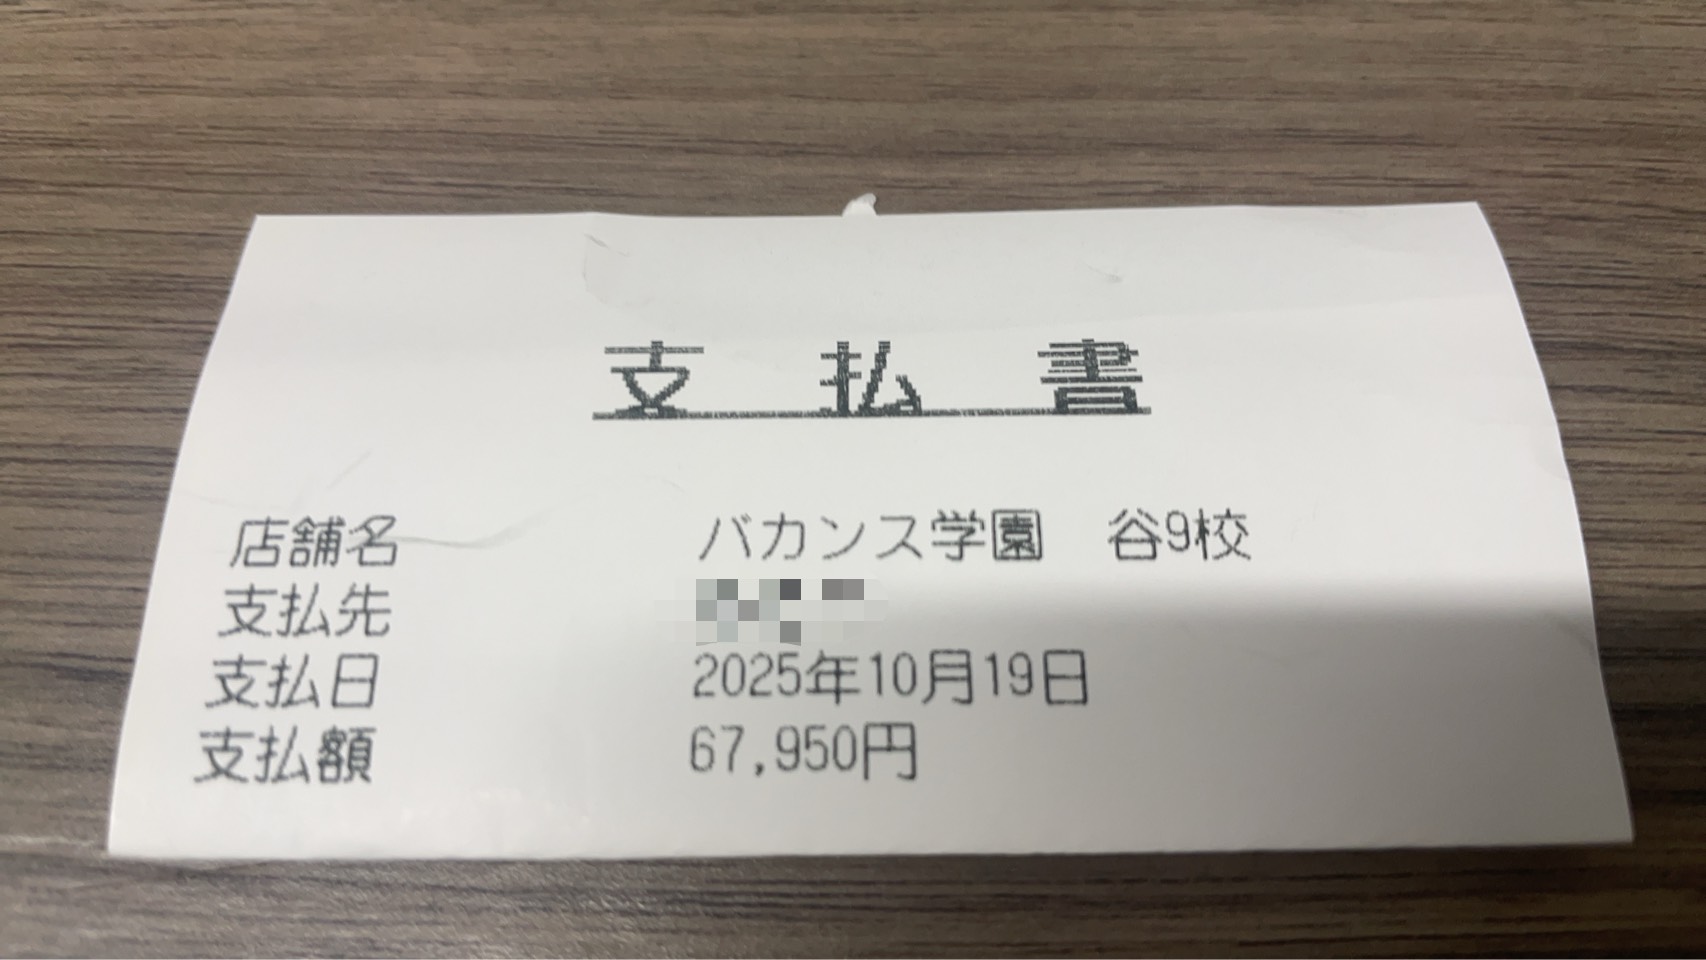 支払書
店舗名 バカンス学園 谷9校
支払先
支払日 2025年10月19日
支払額 67,950円